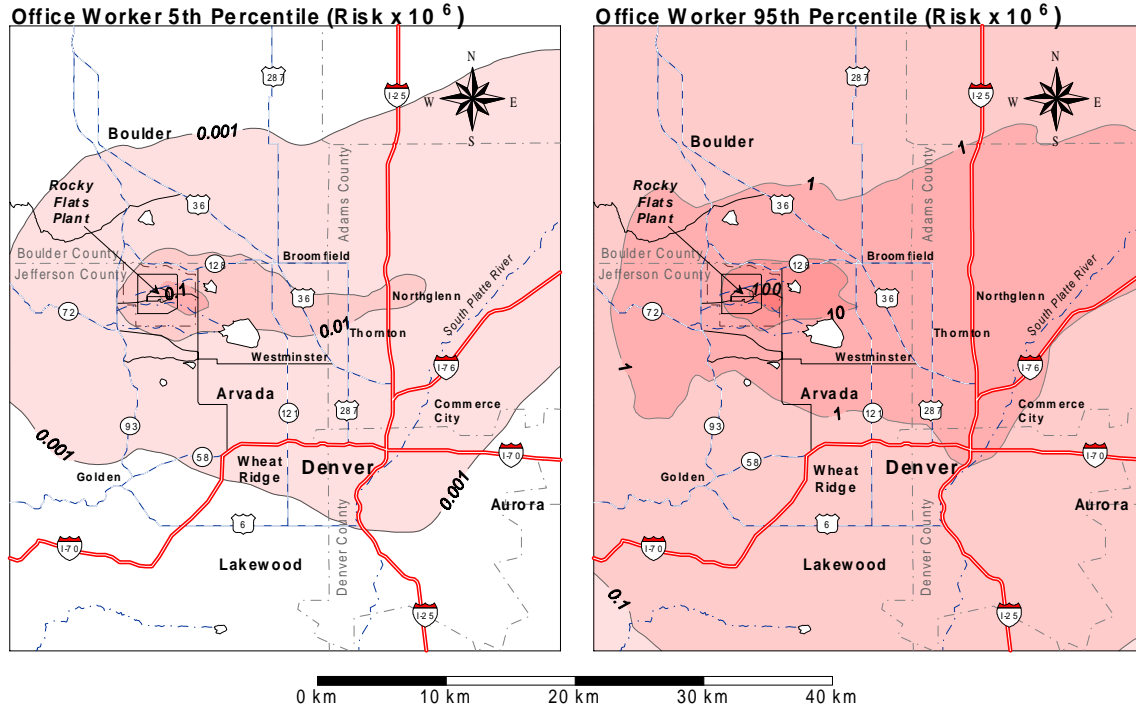 Office Worker 5th Percentile (Risk x 10 6)
N
287
I-25
W
E
Boulder
0.001
S
Rocky
Flats
Plant
36
Adams County
Boulder County
Jefferson County
128
Broomfield
South Platte River
0.1
36
Northglenn
72
0.01
Thornton
Westminster
I-76
Arvada
121
287
Commerce
City
93
0.001
58
Wheat
Ridge
Denver
I-70
Golden
0.001
Aurora
6
Denver County
I-70
Lakewood
I-25
Office Worker 95th Percentile (Risk x 10 6)
N
287
I-25
W
E
Boulder
1
S
1
Rocky
Flats
Plant
36
Adams County
Boulder County
Jefferson County
128
Broomfield
South Platte River
100
36
Northglenn
72
10
Thornton
Westminster
1
I-76
Arvada
1
121
287
Commerce
City
93
58
Wheat
Ridge
Denver
I-70
Golden
Aurora
6
Denver County
I-70
Lakewood
0.1
I-25
0 km 10 km 20 km 30 km 40 km